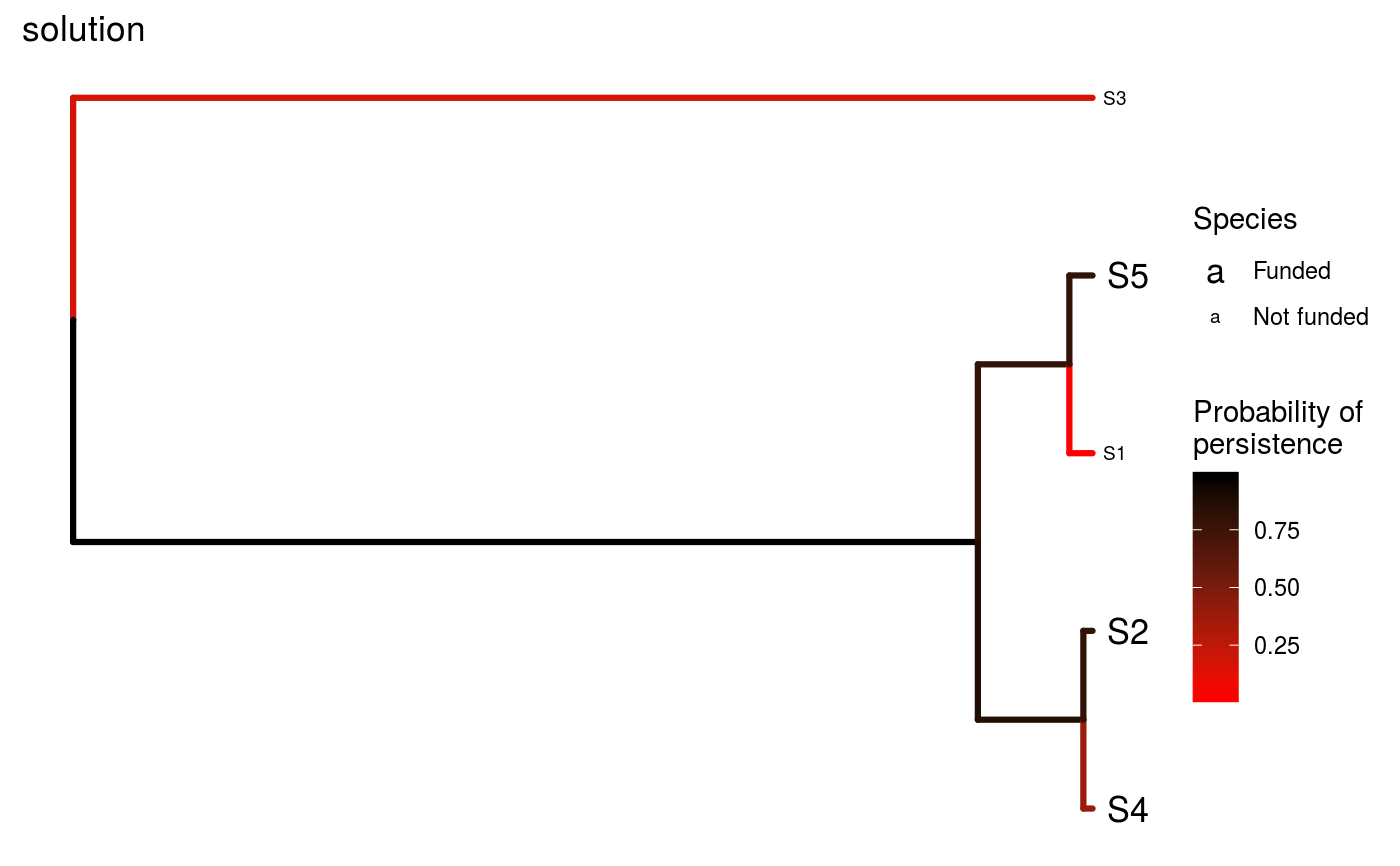 solution
S3
S5
S1
S2
S4
Species
a Funded
a Not funded
Probability of
persistence
0.75
0.50
0.25